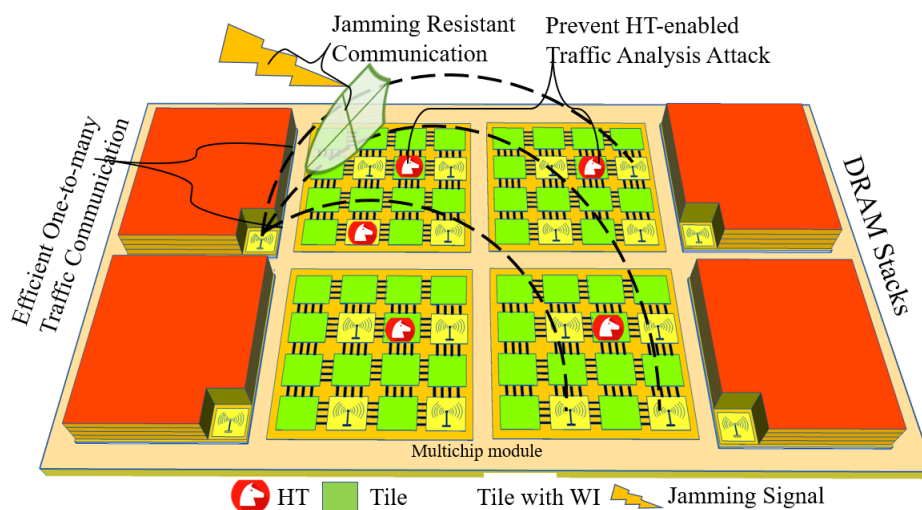 Jamming Resistant
Communication
Prevent HT-enabled
Traffic Analysis Attack
Efficient One-to-many
Traffic Communication
DRAM Stacks
Multichip module
HT
Tile
Tile with WI
Jamming Signal